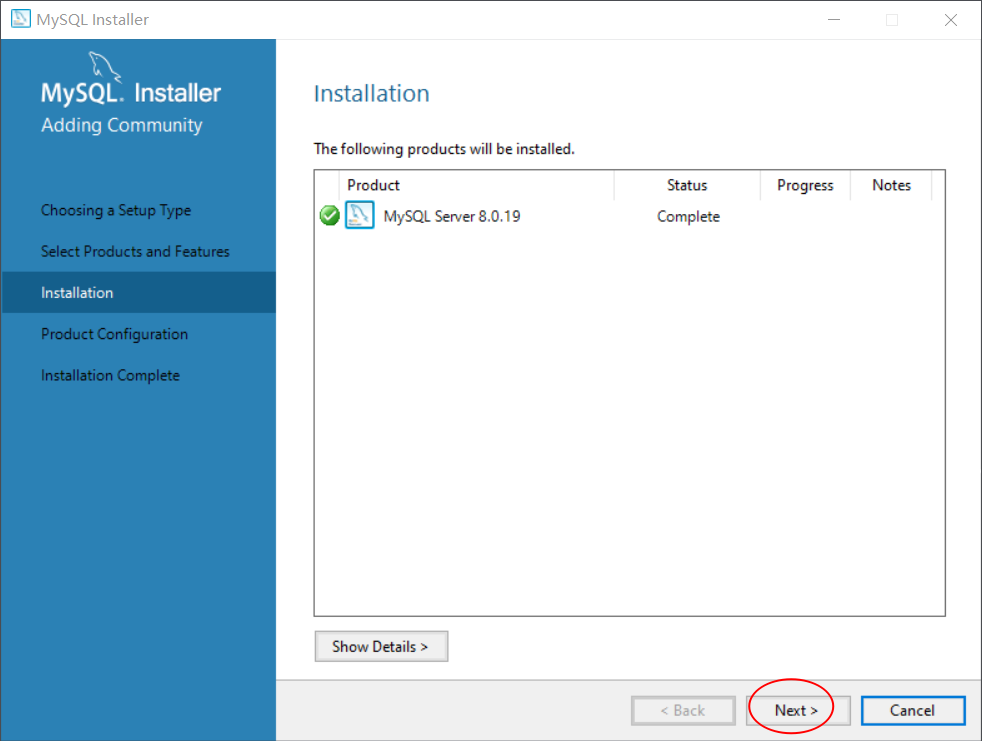 MySQL Installer
MySQL. Installer
Adding Community
Choosing a Setup Type
Select Products and Features
Installation
Product Configuration
Installation Complete
Installation
The following products will be installed.
Product Status Progress Notes
MySQL Server 8.0.19 Complete
Show Details >
< Back Next > Cancel